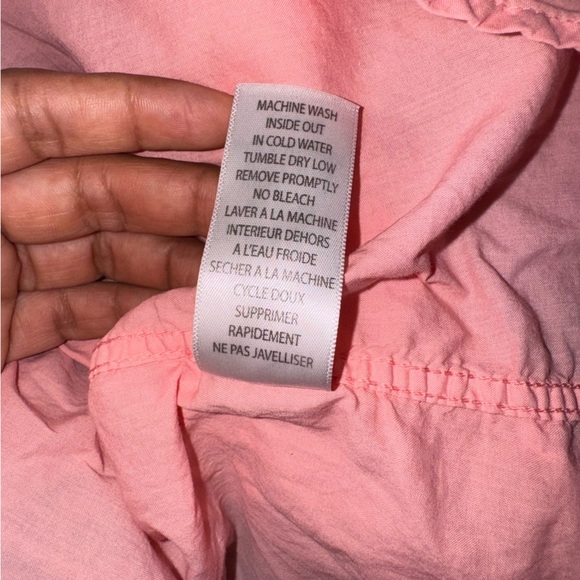 MACHINE WASH
INSIDE OUT
IN COLD WATER
TUMBLE DRY LOW
REMOVE PROMPTLY
NO BLEACH
LAVER A LA MACHINE
INTERIEUR DEHORS
A L'EAU FROIDE
SECHER A LA MACHINE
CYCLE DOUX
SUPPRIMER
RAPIDEMENT
NE PAS JAVELLISER